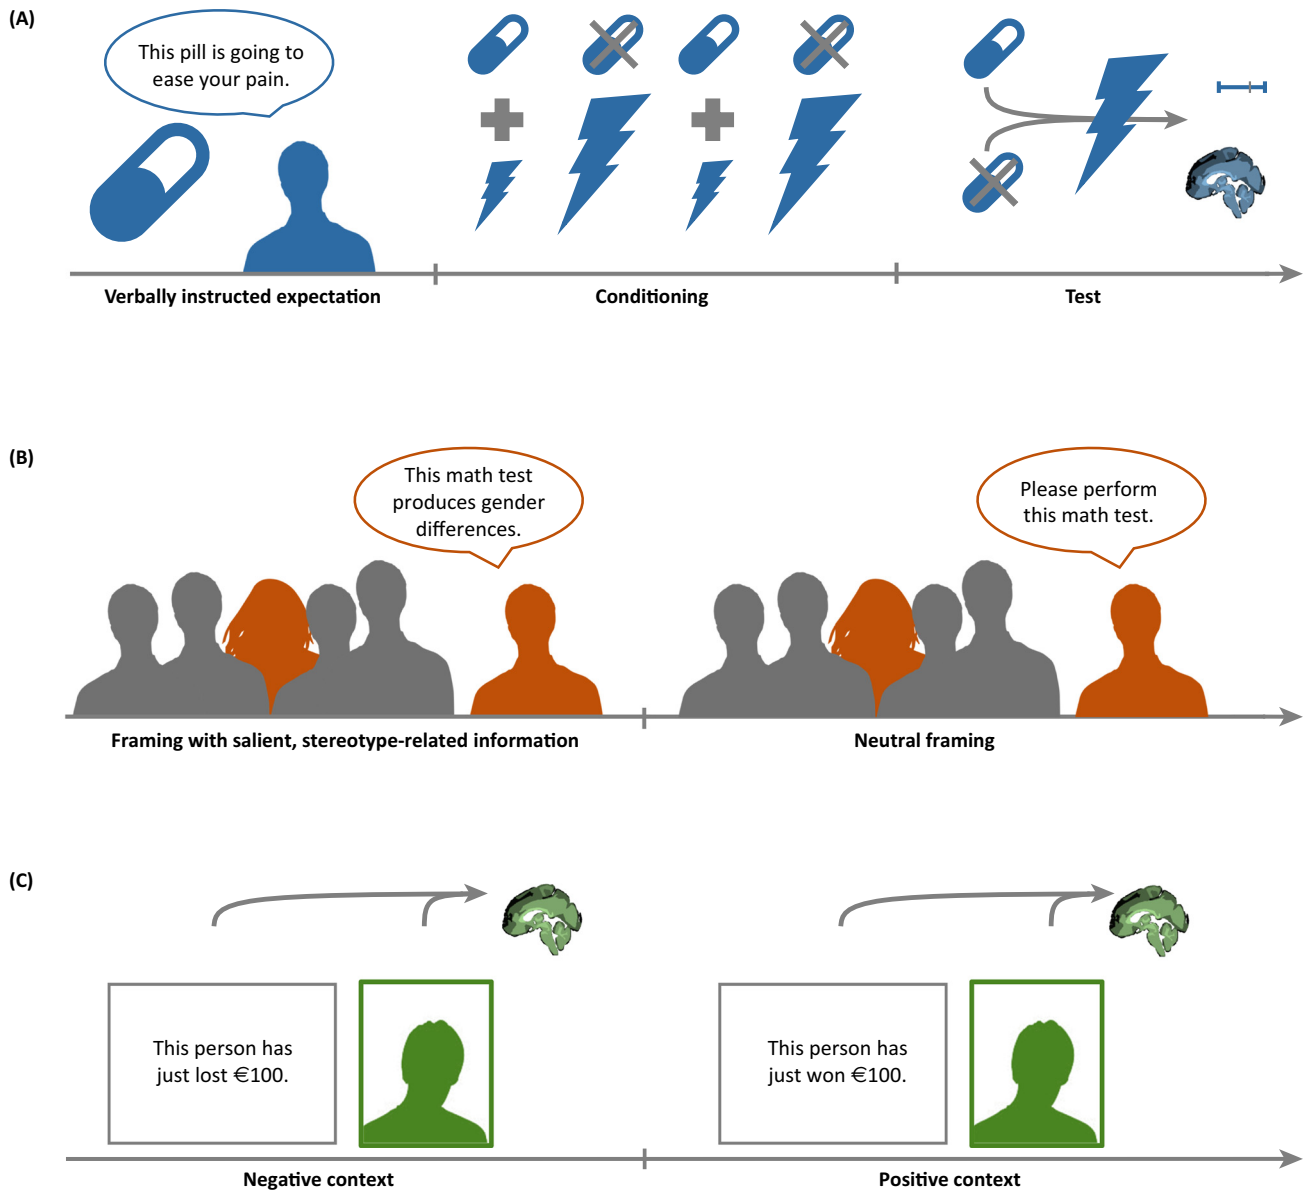 (A)
This pill is going to
ease your pain.
Verbally instructed expectation
Conditioning
Test
(B)
This math test
produces gender
differences.
Please perform
this math test.
Framing with salient, stereotype-related information
Neutral framing
(C)
This person has
just lost €100.
This person has
just won €100.
Negative context
Positive context